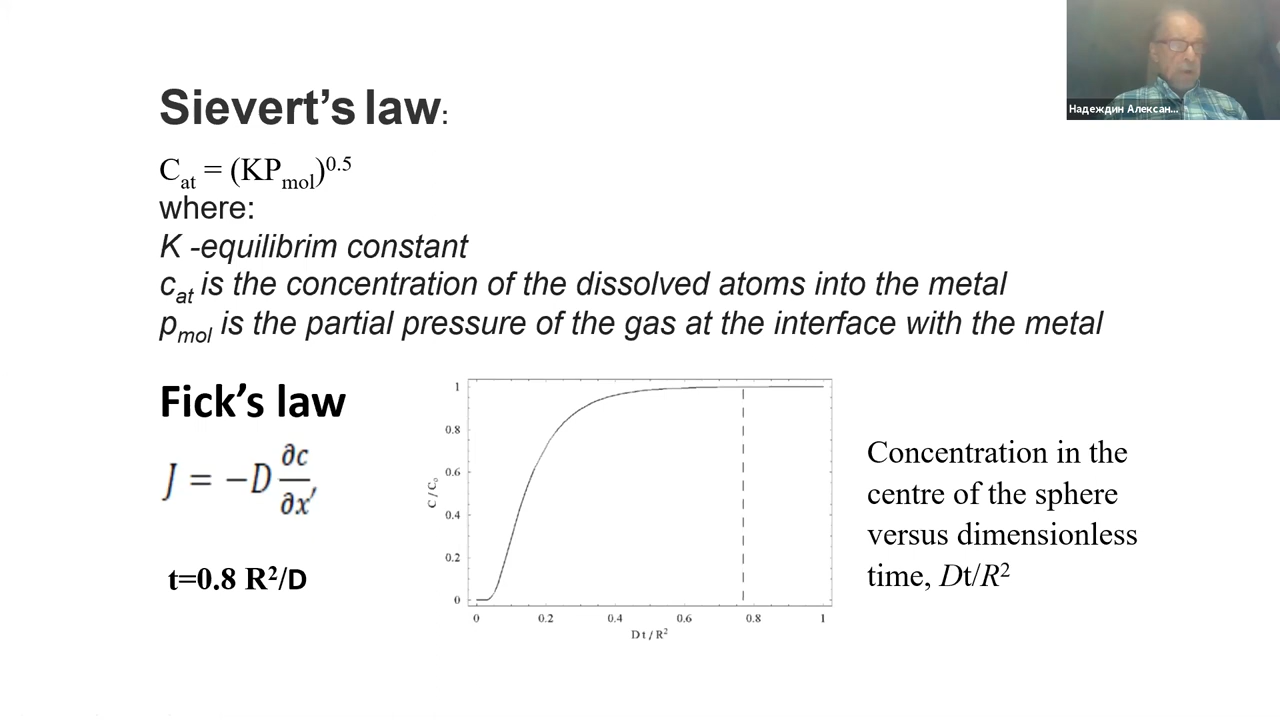 Sievert’s law:
C_at = (KP_mol)^0.5
where:
K -equilibrim constant
c_at is the concentration of the dissolved atoms into the metal
p_mol is the partial pressure of the gas at the interface with the metal
Fick’s law
J = −D ∂c/∂x′
t=0.8 R²/D
C / C₀
1
0.8
0.6
0.4
0.2
0
0 0.2 0.4 0.6 0.8 1
D t / R²
Concentration in the
centre of the sphere
versus dimensionless
time, Dt/R²
Надеждин Алексан...